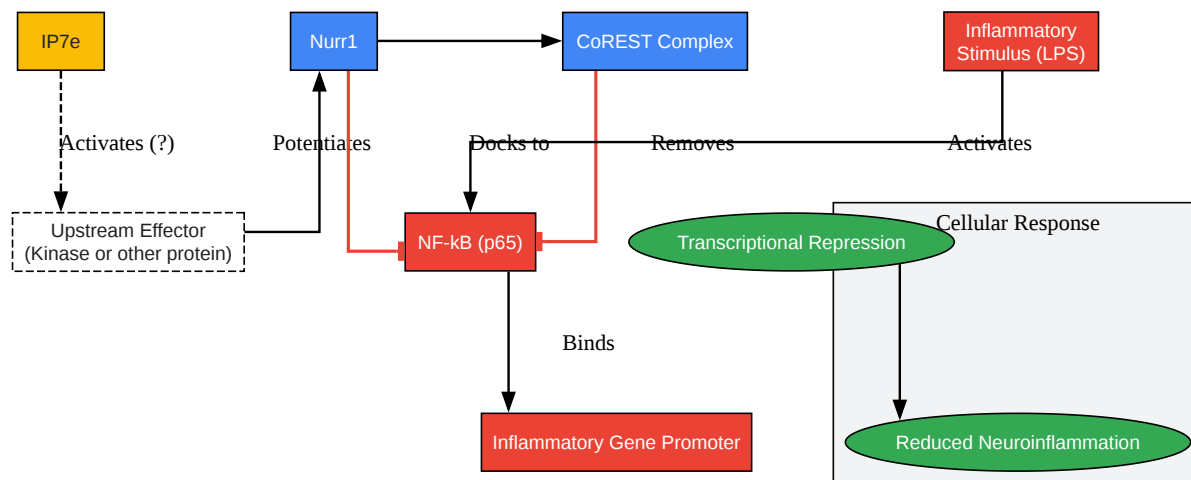 IP7e
Nurr1
CoREST Complex
Inflammatory
Stimulus (LPS)
Activates (?)
Potentiates
Docks to
Removes
Activates
Upstream Effector
(Kinase or other protein)
NF-kB (p65)
Transcriptional Repression
Cellular Response
Binds
Inflammatory Gene Promoter
Reduced Neuroinflammation